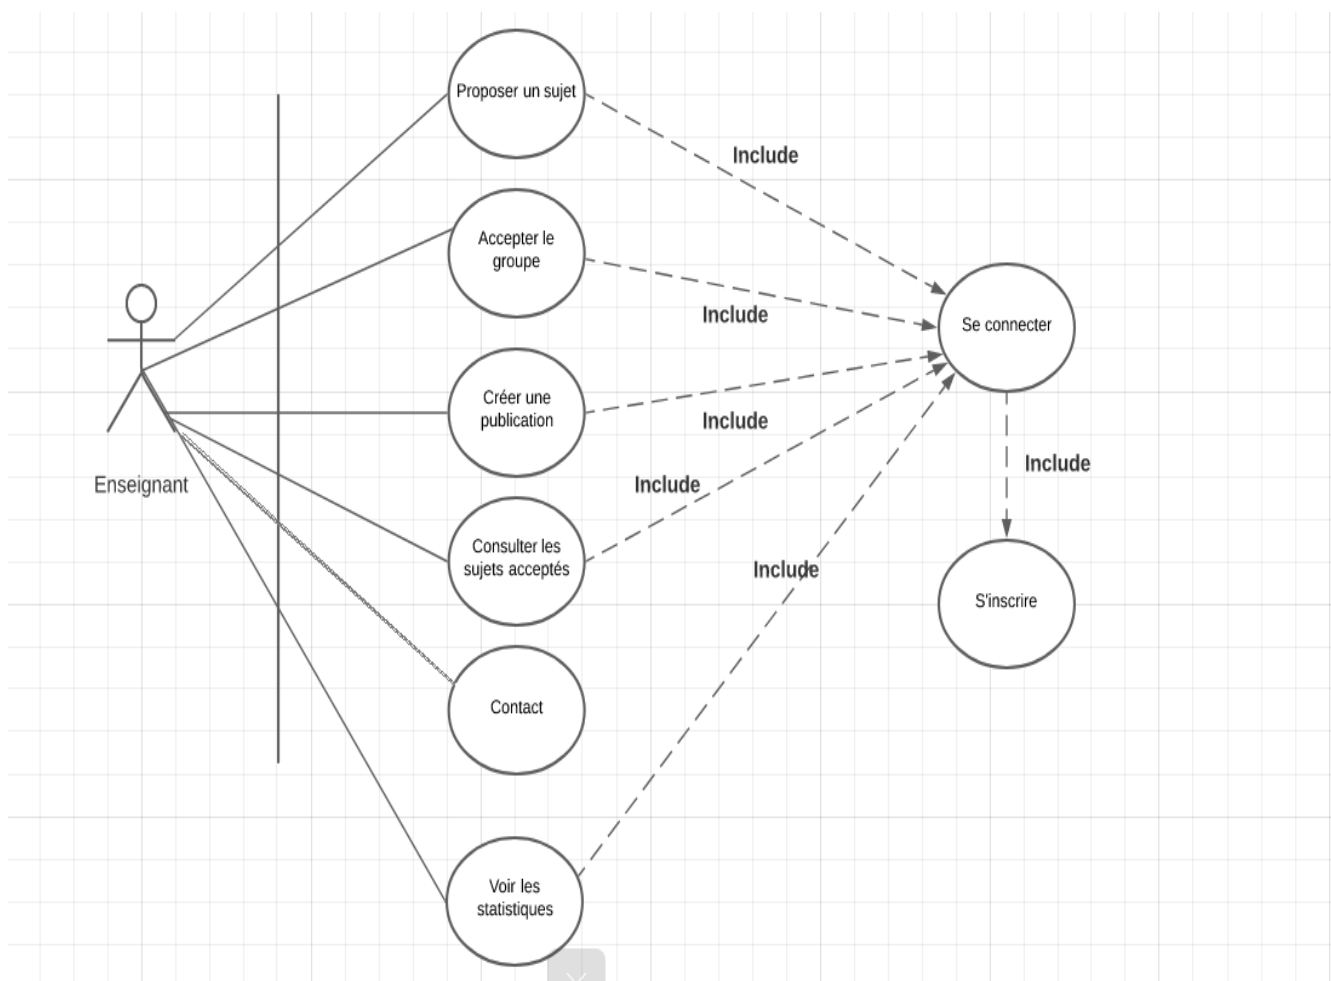 Proposer un sujet
Include
Accepter le
groupe
Include
Se connecter
Créer une
publication
Include
Include
Enseignant
Include
Consulter les
sujets acceptés
Include
S'inscrire
Contact
Voir les
statistiques